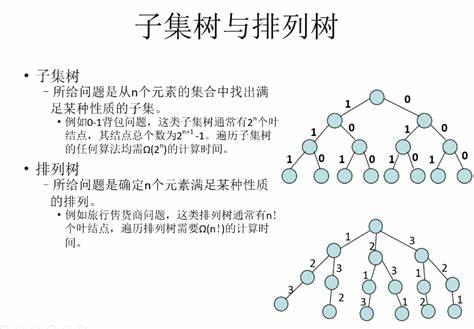 子集树与排列树
• 子集树
– 所给问题是从n个元素的集合中找出满
足某种性质的子集。
• 例如0-1背包问题，这类子集树通常有2ⁿ个叶
结点，其结点总个数为2ⁿ⁺¹-1。遍历子集树
的任何算法均需Ω(2ⁿ)的计算时间。
• 排列树
– 所给问题是确定n个元素满足某种性质
的排列。
• 例如旅行售货商问题，这类排列树通常有n!
个叶结点，遍历排列树需要Ω(n!)的计算时
间。
1 0
1 0 1 0
1 0 1 0 1 0 1 0
1 2 3
2 3 1 3 1 2
3 2 3 1 2 1